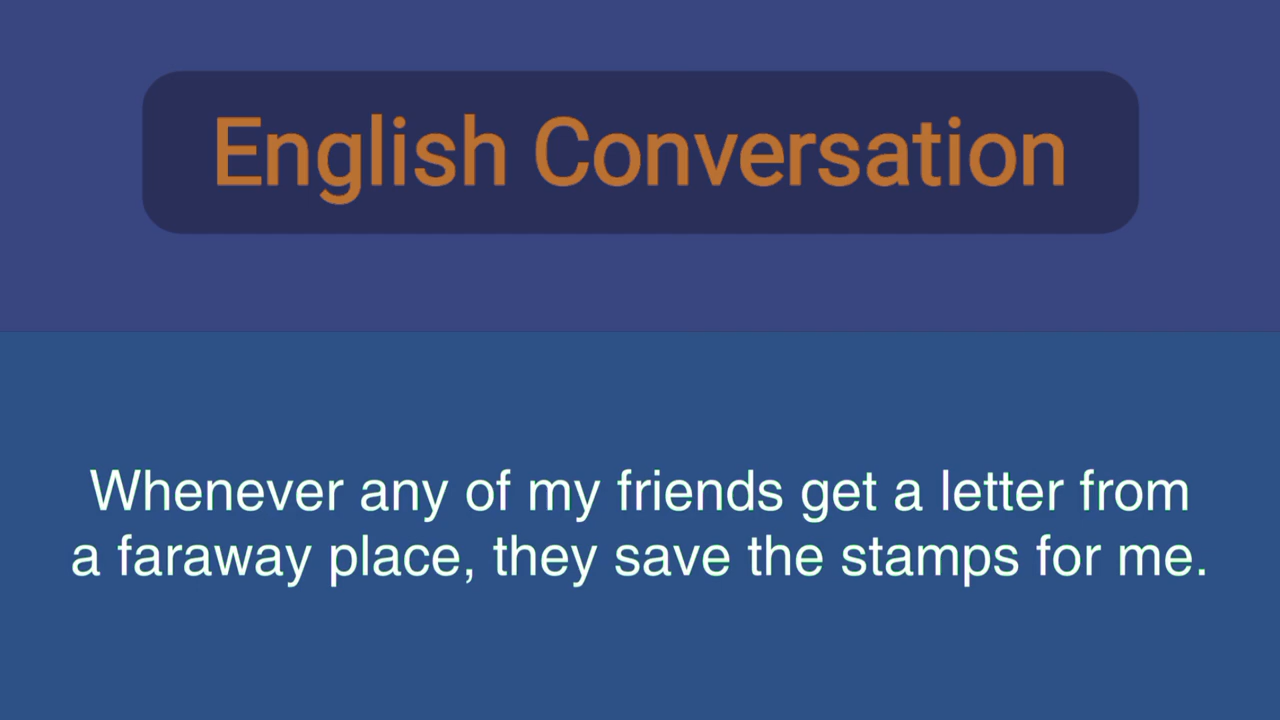 English Conversation
Whenever any of my friends get a letter from
a faraway place, they save the stamps for me.